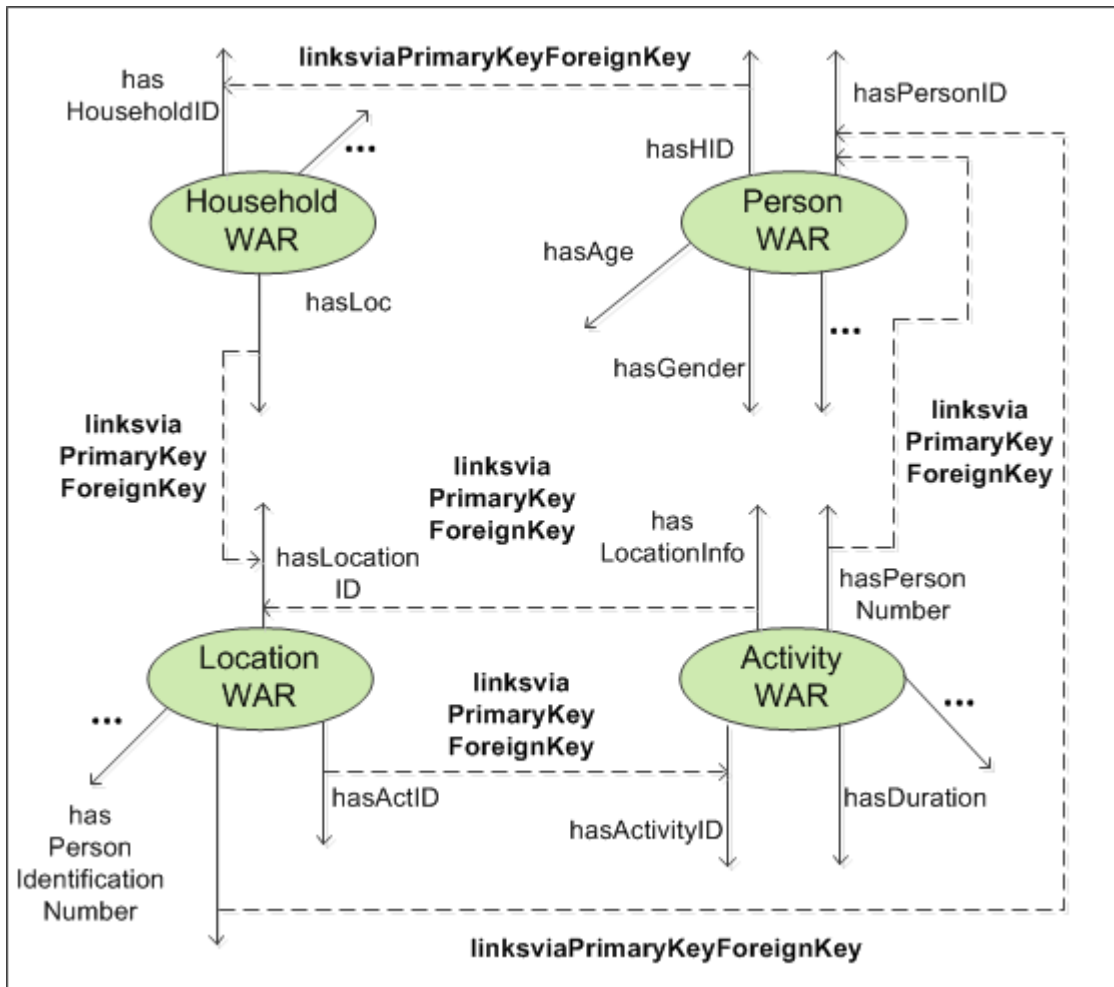 linksviaPrimaryKeyForeignKey
has
HouseholdID
...
hasHID
hasPersonID
Household
WAR
Person
WAR
hasAge
hasLoc
...
hasGender
linksvia
PrimaryKey
ForeignKey
linksvia
PrimaryKey
ForeignKey
linksvia
PrimaryKey
ForeignKey
has
LocationInfo
hasLocation
ID
hasPerson
Number
Location
WAR
Activity
WAR
...
linksvia
PrimaryKey
ForeignKey
...
hasActID
hasActivityID
hasDuration
has
Person
Identification
Number
linksviaPrimaryKeyForeignKey